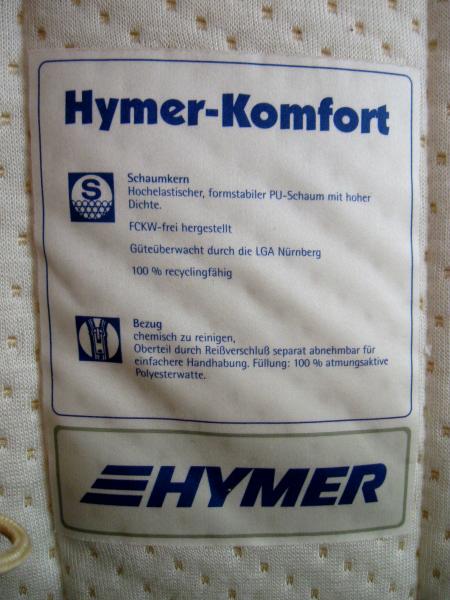 Hymer-Komfort
S
Schaumkern
Hochelastischer, formstabiler PU-Schaum mit hoher
Dichte.
FCKW-frei hergestellt
Güteüberwacht durch die LGA Nürnberg
100 % recyclingfähig
Bezug
chemisch zu reinigen,
Oberteil durch Reißverschluß separat abnehmbar für
einfachere Handhabung. Füllung: 100 % atmungsaktive
Polyesterwatte.
HYMER